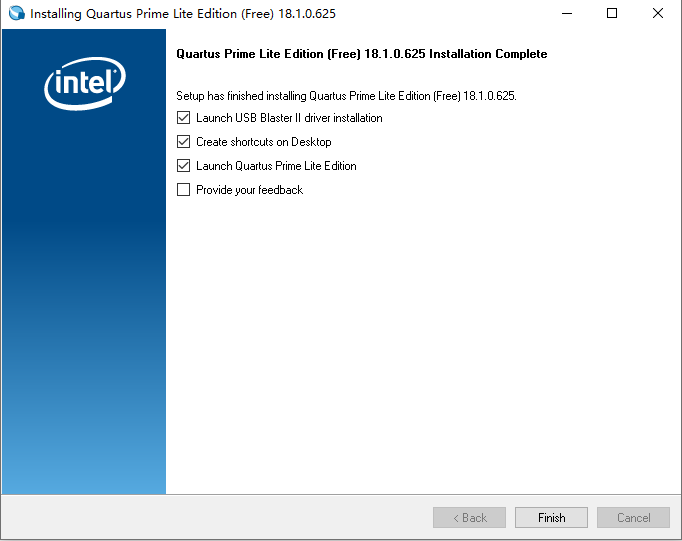 Installing Quartus Prime Lite Edition (Free) 18.1.0.625
intel
Quartus Prime Lite Edition (Free) 18.1.0.625 Installation Complete
Setup has finished installing Quartus Prime Lite Edition (Free) 18.1.0.625.
Launch USB Blaster II driver installation
Create shortcuts on Desktop
Launch Quartus Prime Lite Edition
Provide your feedback
< Back
Finish
Cancel